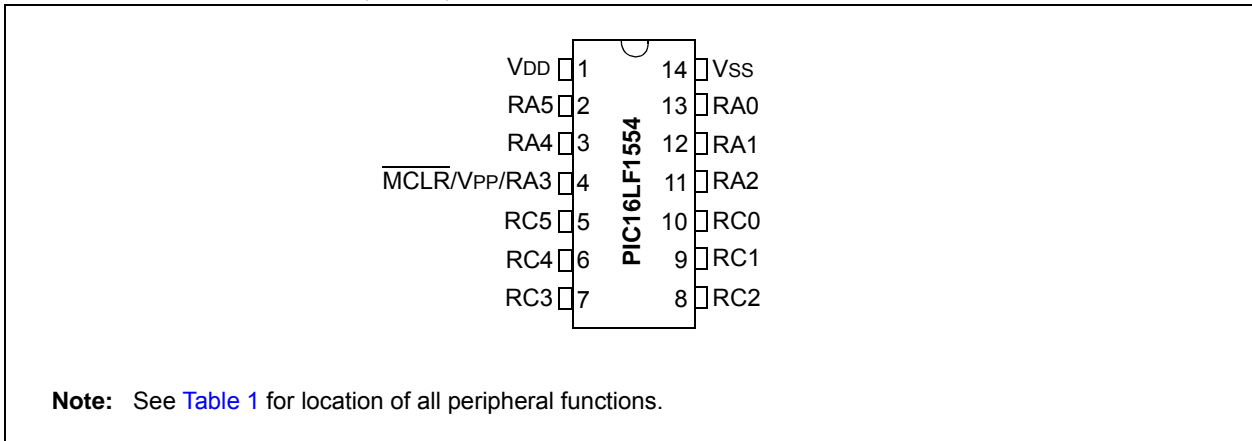 VDD 1 14 VSS
RA5 2 13 RA0
RA4 3 12 RA1
MCLR/VPP/RA3 4 11 RA2
RC5 5 10 RC0
RC4 6 9 RC1
RC3 7 8 RC2
PIC16LF1554
Note: See Table 1 for location of all peripheral functions.